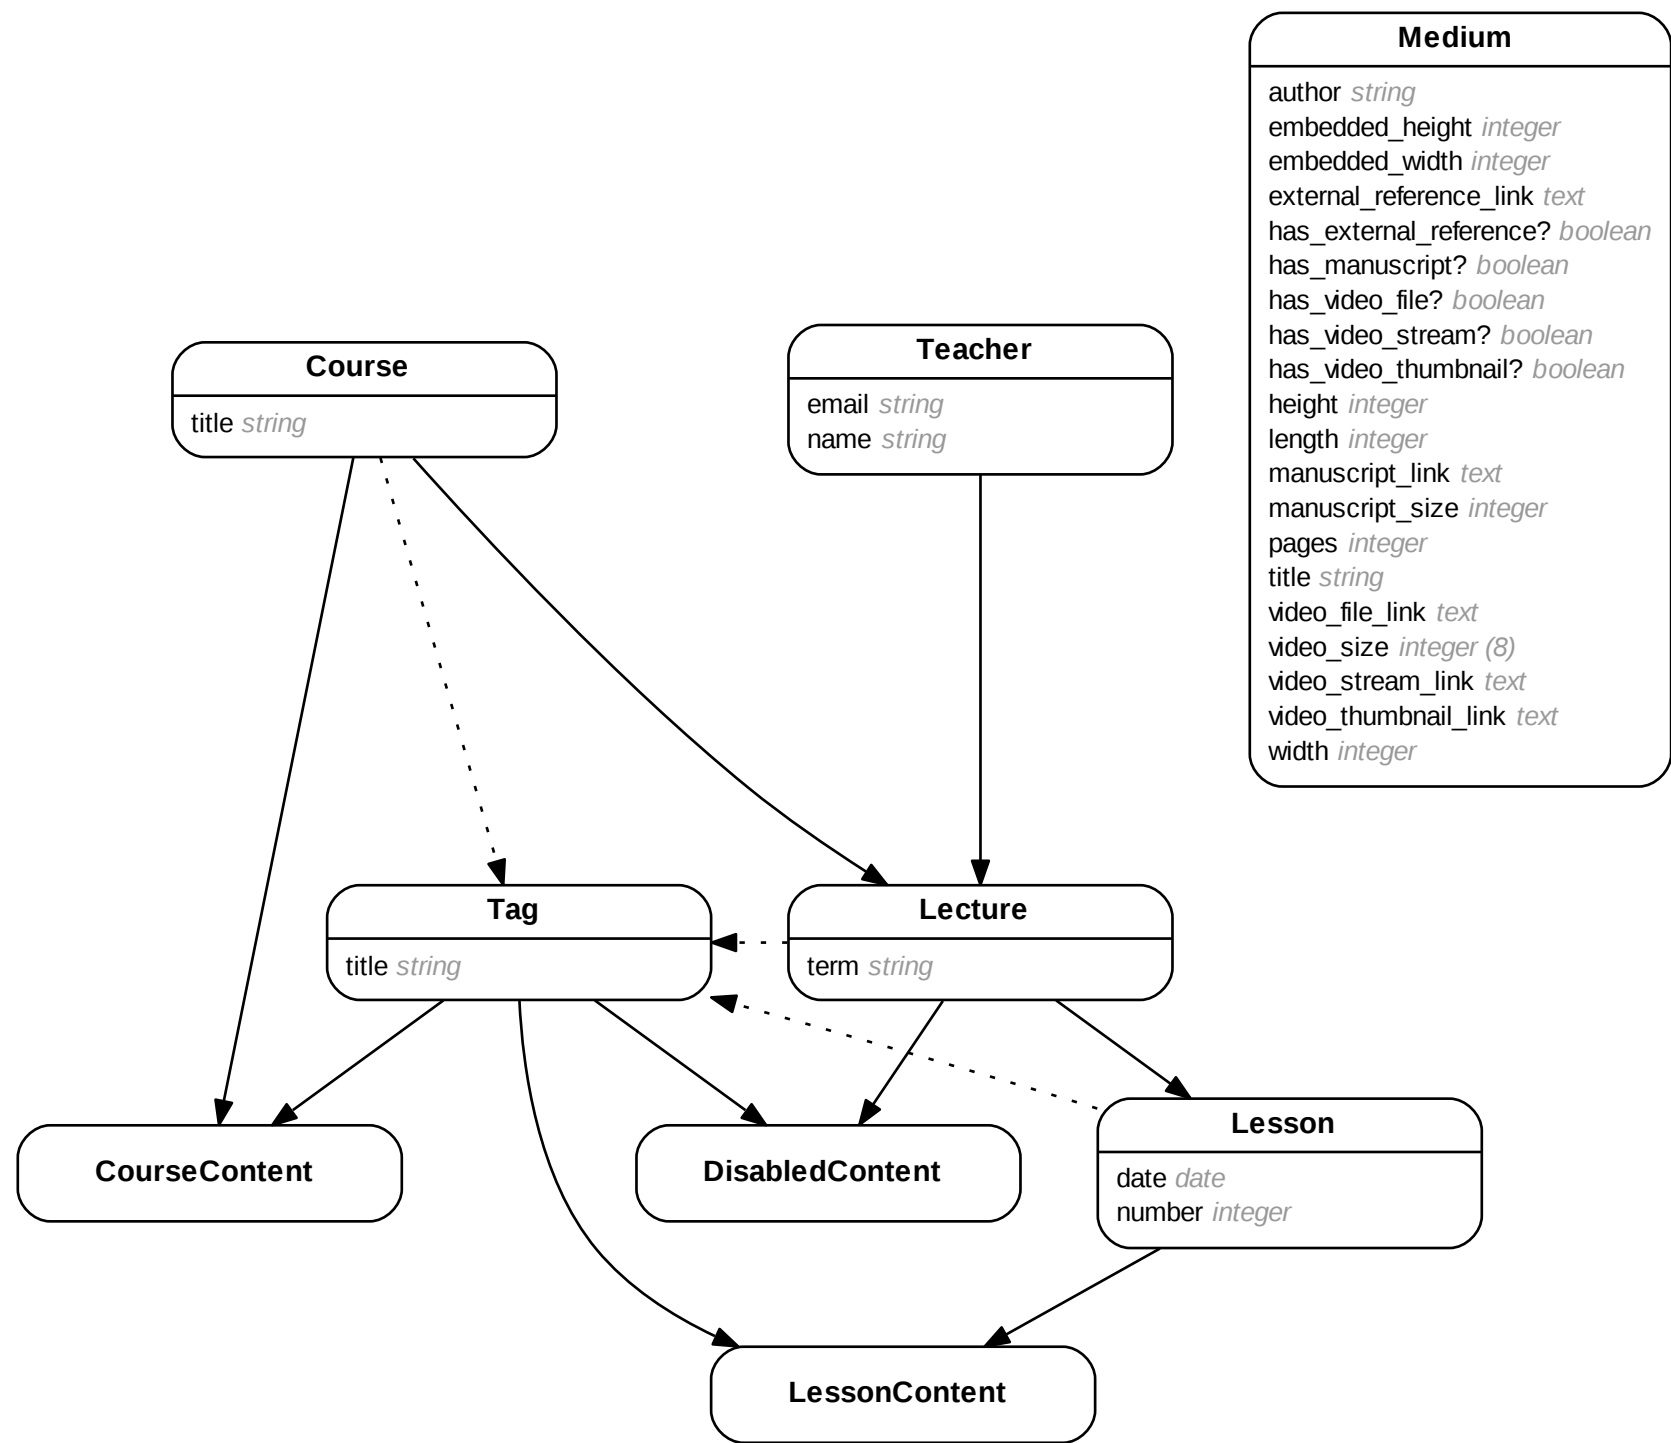 Medium
author string
embedded_height integer
embedded_width integer
external_reference_link text
has_external_reference? boolean
has_manuscript? boolean
has_video_file? boolean
has_video_stream? boolean
has_video_thumbnail? boolean
height integer
length integer
manuscript_link text
manuscript_size integer
pages integer
title string
video_file_link text
video_size integer (8)
video_stream_link text
video_thumbnail_link text
width integer
Course
title string
Teacher
email string
name string
Tag
title string
Lecture
term string
CourseContent
DisabledContent
Lesson
date date
number integer
LessonContent